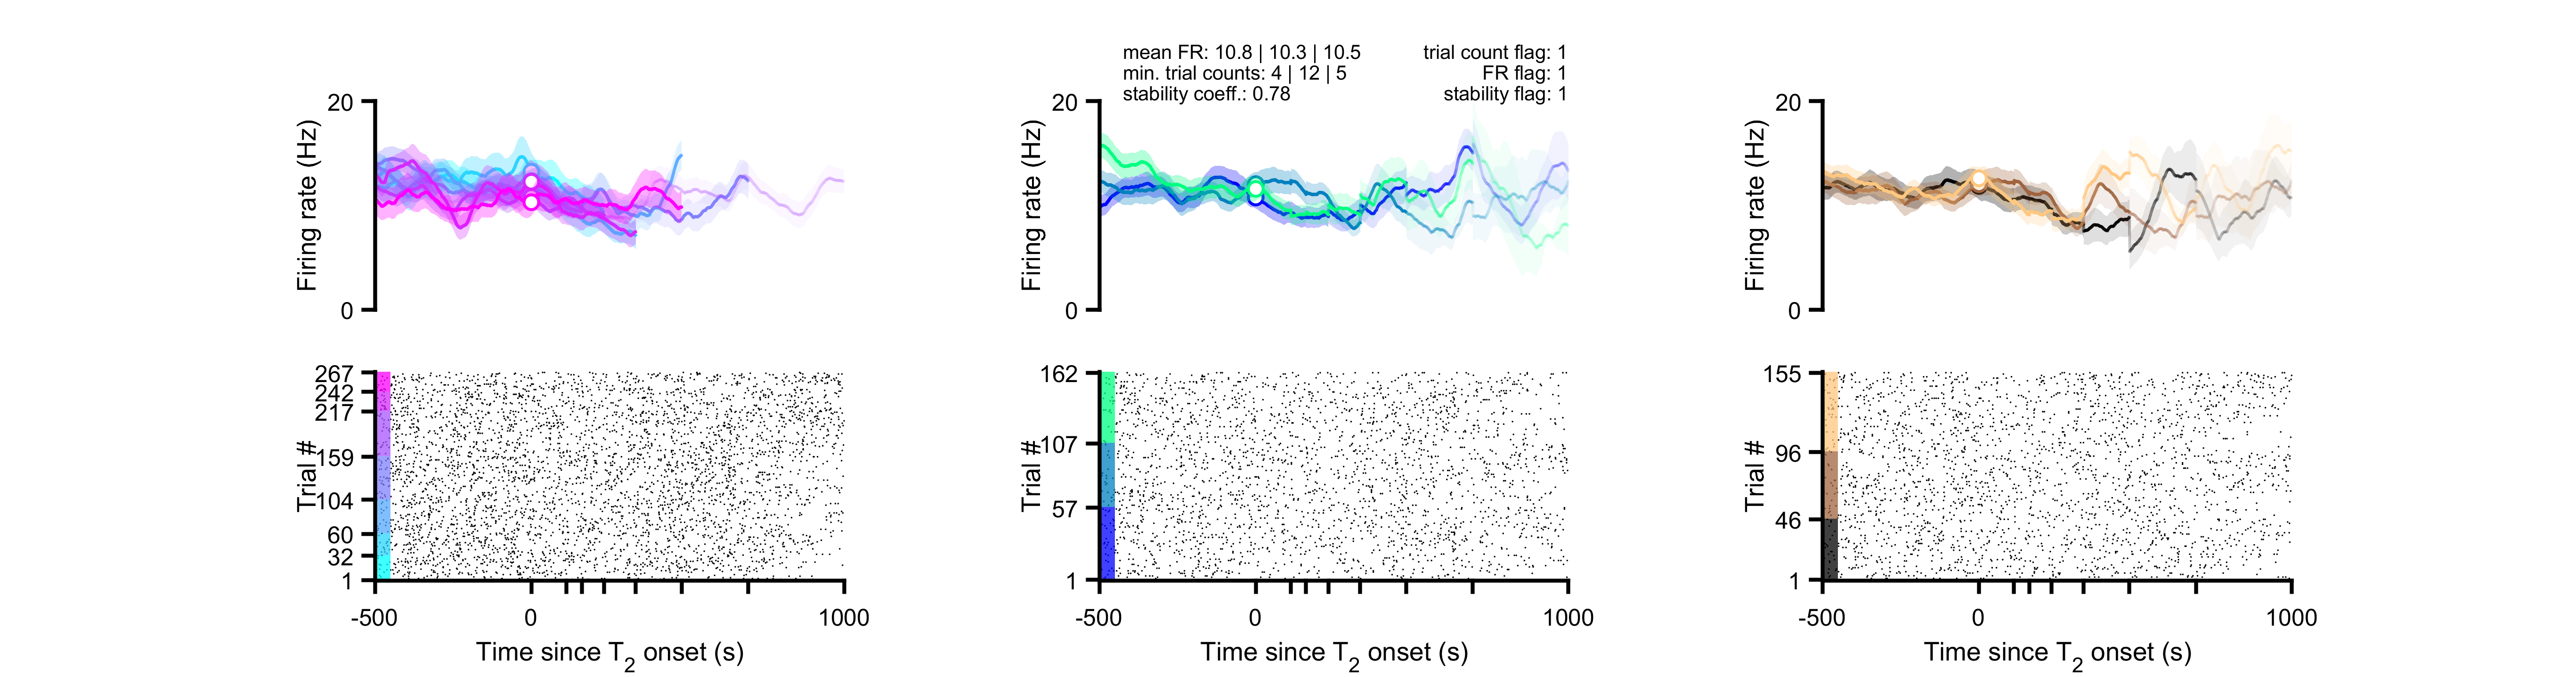 mean FR: 10.8 | 10.3 | 10.5
min. trial counts: 4 | 12 | 5
stability coeff.: 0.78
trial count flag: 1
FR flag: 1
stability flag: 1
20
Firing rate (Hz)
0
20
Firing rate (Hz)
0
20
Firing rate (Hz)
0
267
242
217
159
104
60
32
1
Trial #
-500
0
1000
Time since T2 onset (s)
162
107
57
1
Trial #
-500
0
1000
Time since T2 onset (s)
155
96
46
1
Trial #
-500
0
1000
Time since T2 onset (s)